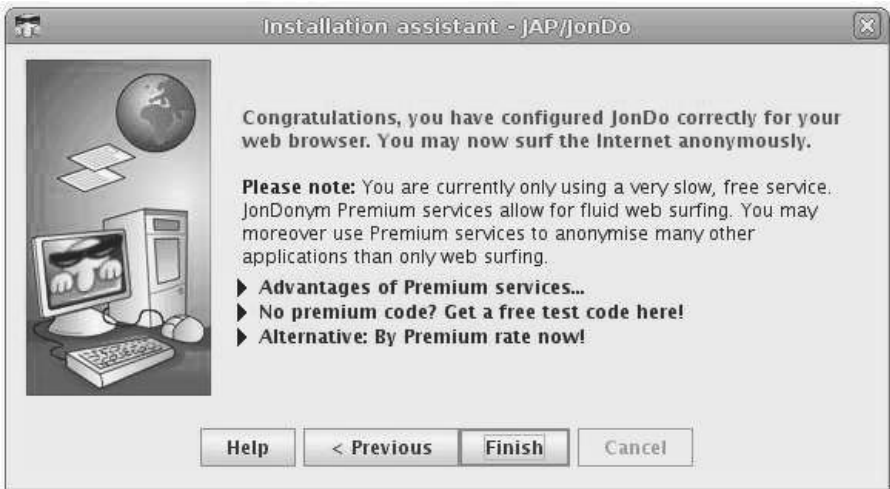 Installation assistant - JAP/JonDo
Congratulations, you have configured JonDo correctly for your
web browser. You may now surf the Internet anonymously.
Please note: You are currently only using a very slow, free service.
JonDonym Premium services allow for fluid web surfing. You may
moreover use Premium services to anonymise many other
applications than only web surfing.
Advantages of Premium services...
No premium code? Get a free test code here!
Alternative: By Premium rate now!
Help
< Previous
Finish
Cancel